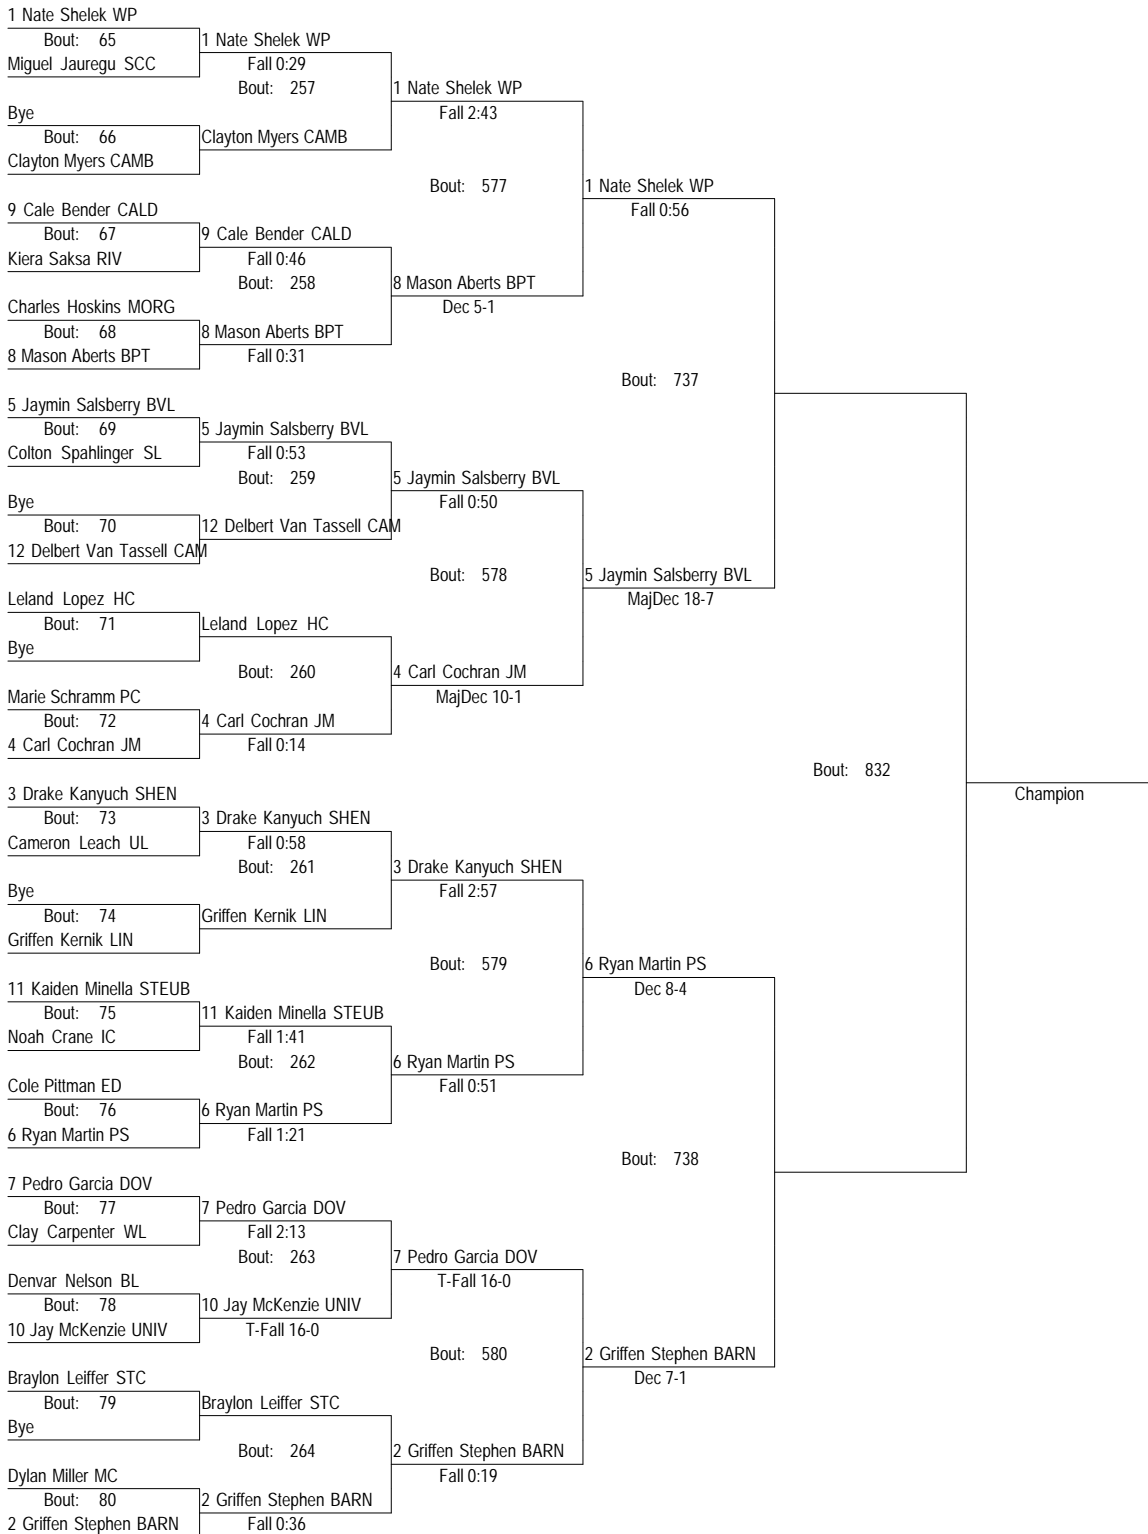 1 Nate Shelek WP
Bout: 65
1 Nate Shelek WP
Miguel Jauregu SCC
Fall 0:29
Bout: 257
1 Nate Shelek WP
Bye
Fall 2:43
Bout: 66
Clayton Myers CAMB
Clayton Myers CAMB
Bout: 577
1 Nate Shelek WP
9 Cale Bender CALD
Fall 0:56
Bout: 67
9 Cale Bender CALD
Kiera Saksa RIV
Fall 0:46
Bout: 258
8 Mason Aberts BPT
Charles Hoskins MORG
Dec 5-1
Bout: 68
8 Mason Aberts BPT
8 Mason Aberts BPT
Fall 0:31
Bout: 737
5 Jaymin Salsberry BVL
Bout: 69
5 Jaymin Salsberry BVL
Colton Spahlinger SL
Fall 0:53
Bout: 259
5 Jaymin Salsberry BVL
Bye
Fall 0:50
Bout: 70
12 Delbert Van Tassell CAM
12 Delbert Van Tassell CAM
Bout: 578
5 Jaymin Salsberry BVL
Leland Lopez HC
MajDec 18-7
Bout: 71
Leland Lopez HC
Bye
Bout: 260
4 Carl Cochran JM
Marie Schramm PC
MajDec 10-1
Bout: 72
4 Carl Cochran JM
4 Carl Cochran JM
Fall 0:14
Bout: 832
3 Drake Kanyuch SHEN
Champion
Bout: 73
3 Drake Kanyuch SHEN
Cameron Leach UL
Fall 0:58
Bout: 261
3 Drake Kanyuch SHEN
Bye
Fall 2:57
Bout: 74
Griffen Kernik LIN
Griffen Kernik LIN
Bout: 579
6 Ryan Martin PS
11 Kaiden Minella STEUB
Dec 8-4
Bout: 75
11 Kaiden Minella STEUB
Noah Crane IC
Fall 1:41
Bout: 262
6 Ryan Martin PS
Cole Pittman ED
Fall 0:51
Bout: 76
6 Ryan Martin PS
6 Ryan Martin PS
Fall 1:21
Bout: 738
7 Pedro Garcia DOV
Bout: 77
7 Pedro Garcia DOV
Clay Carpenter WL
Fall 2:13
Bout: 263
7 Pedro Garcia DOV
Denvar Nelson BL
T-Fall 16-0
Bout: 78
10 Jay McKenzie UNIV
10 Jay McKenzie UNIV
T-Fall 16-0
Bout: 580
2 Griffen Stephen BARN
Braylon Leiffer STC
Dec 7-1
Bout: 79
Braylon Leiffer STC
Bye
Bout: 264
2 Griffen Stephen BARN
Dylan Miller MC
Fall 0:19
Bout: 80
2 Griffen Stephen BARN
2 Griffen Stephen BARN
Fall 0:36